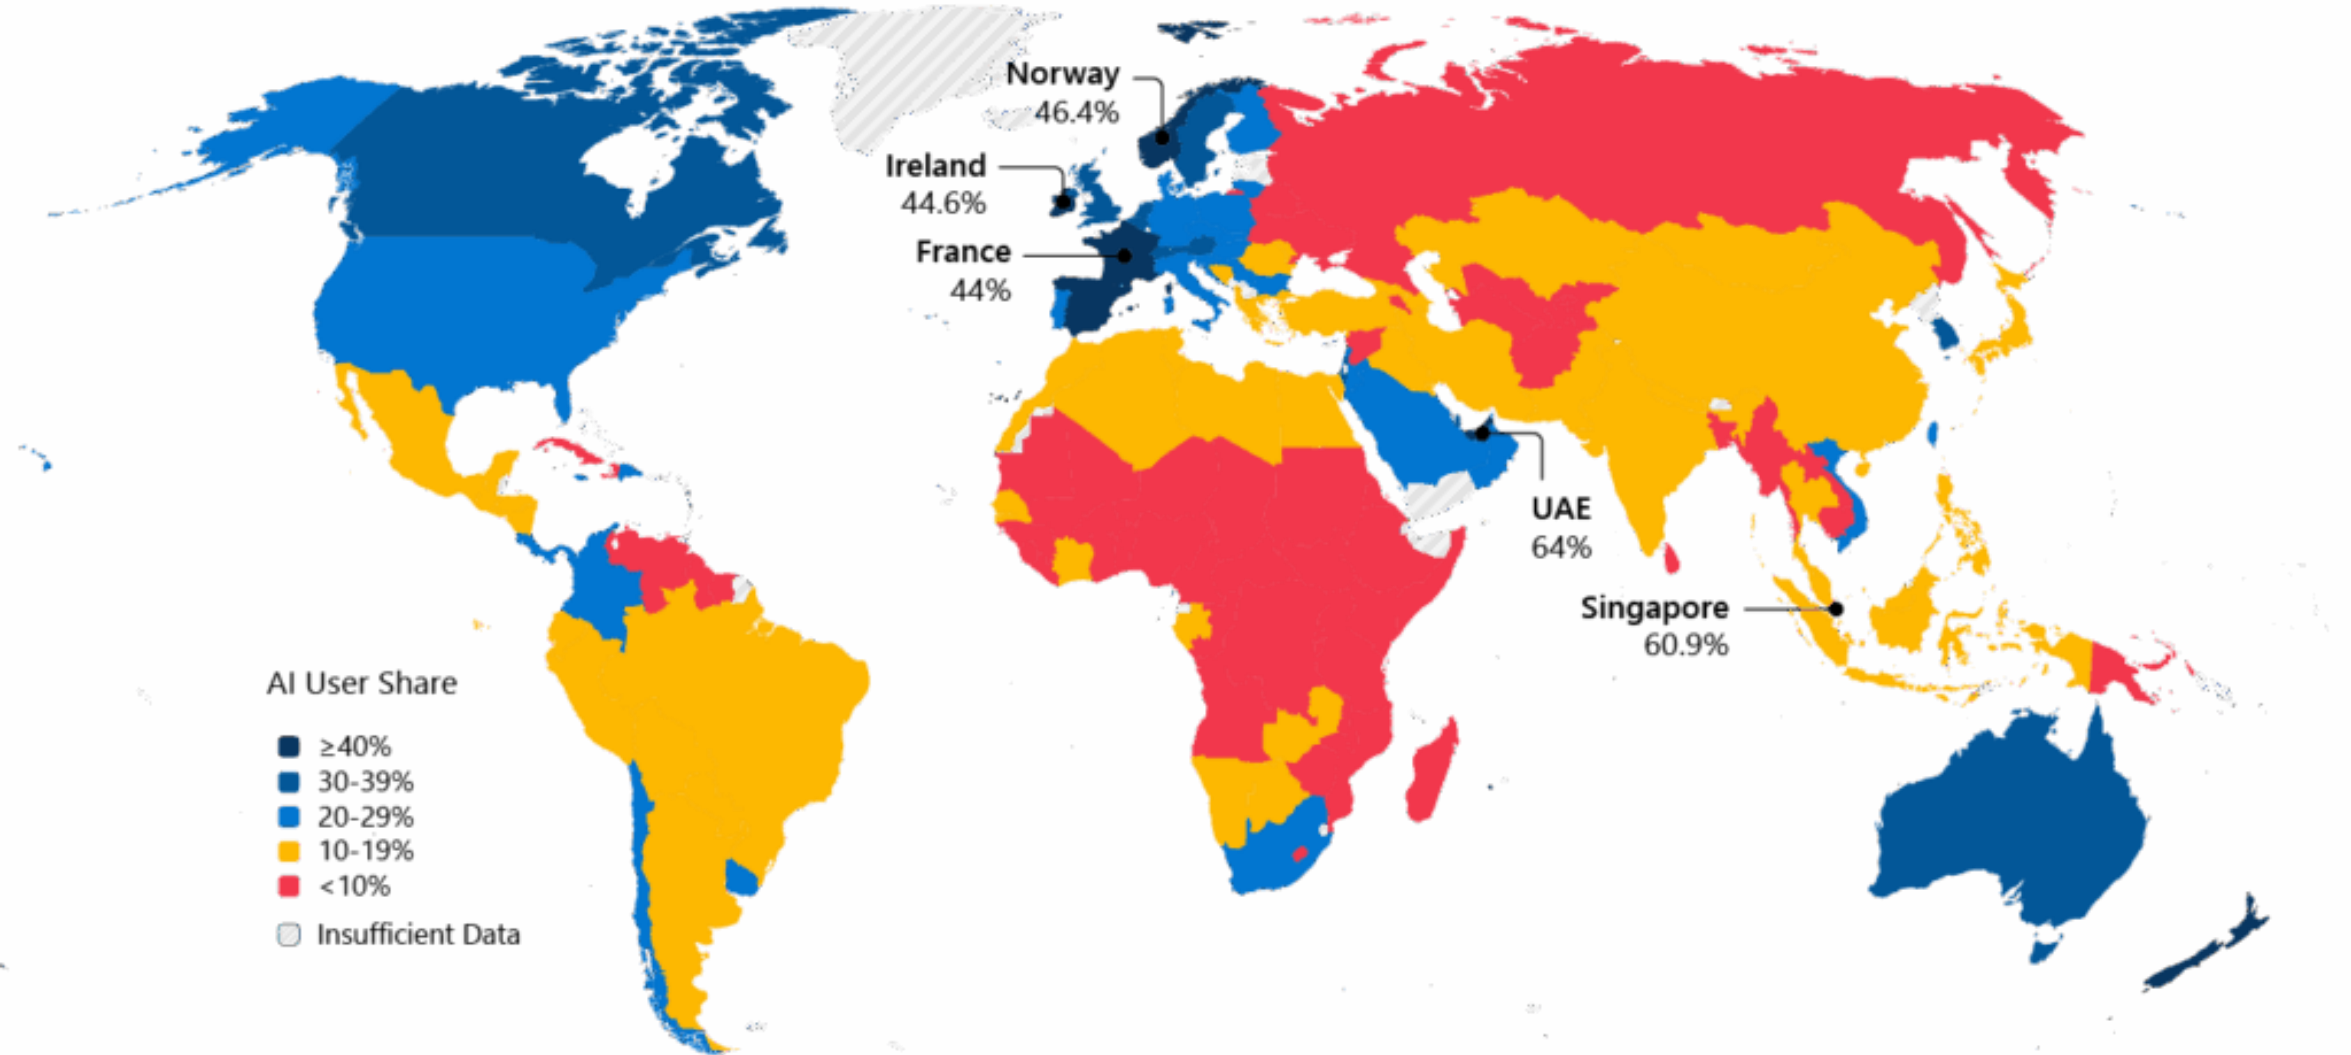 Norway
46.4%
Ireland
44.6%
France
44%
UAE
64%
Singapore
60.9%
AI User Share
≥40%
30-39%
20-29%
10-19%
<10%
Insufficient Data